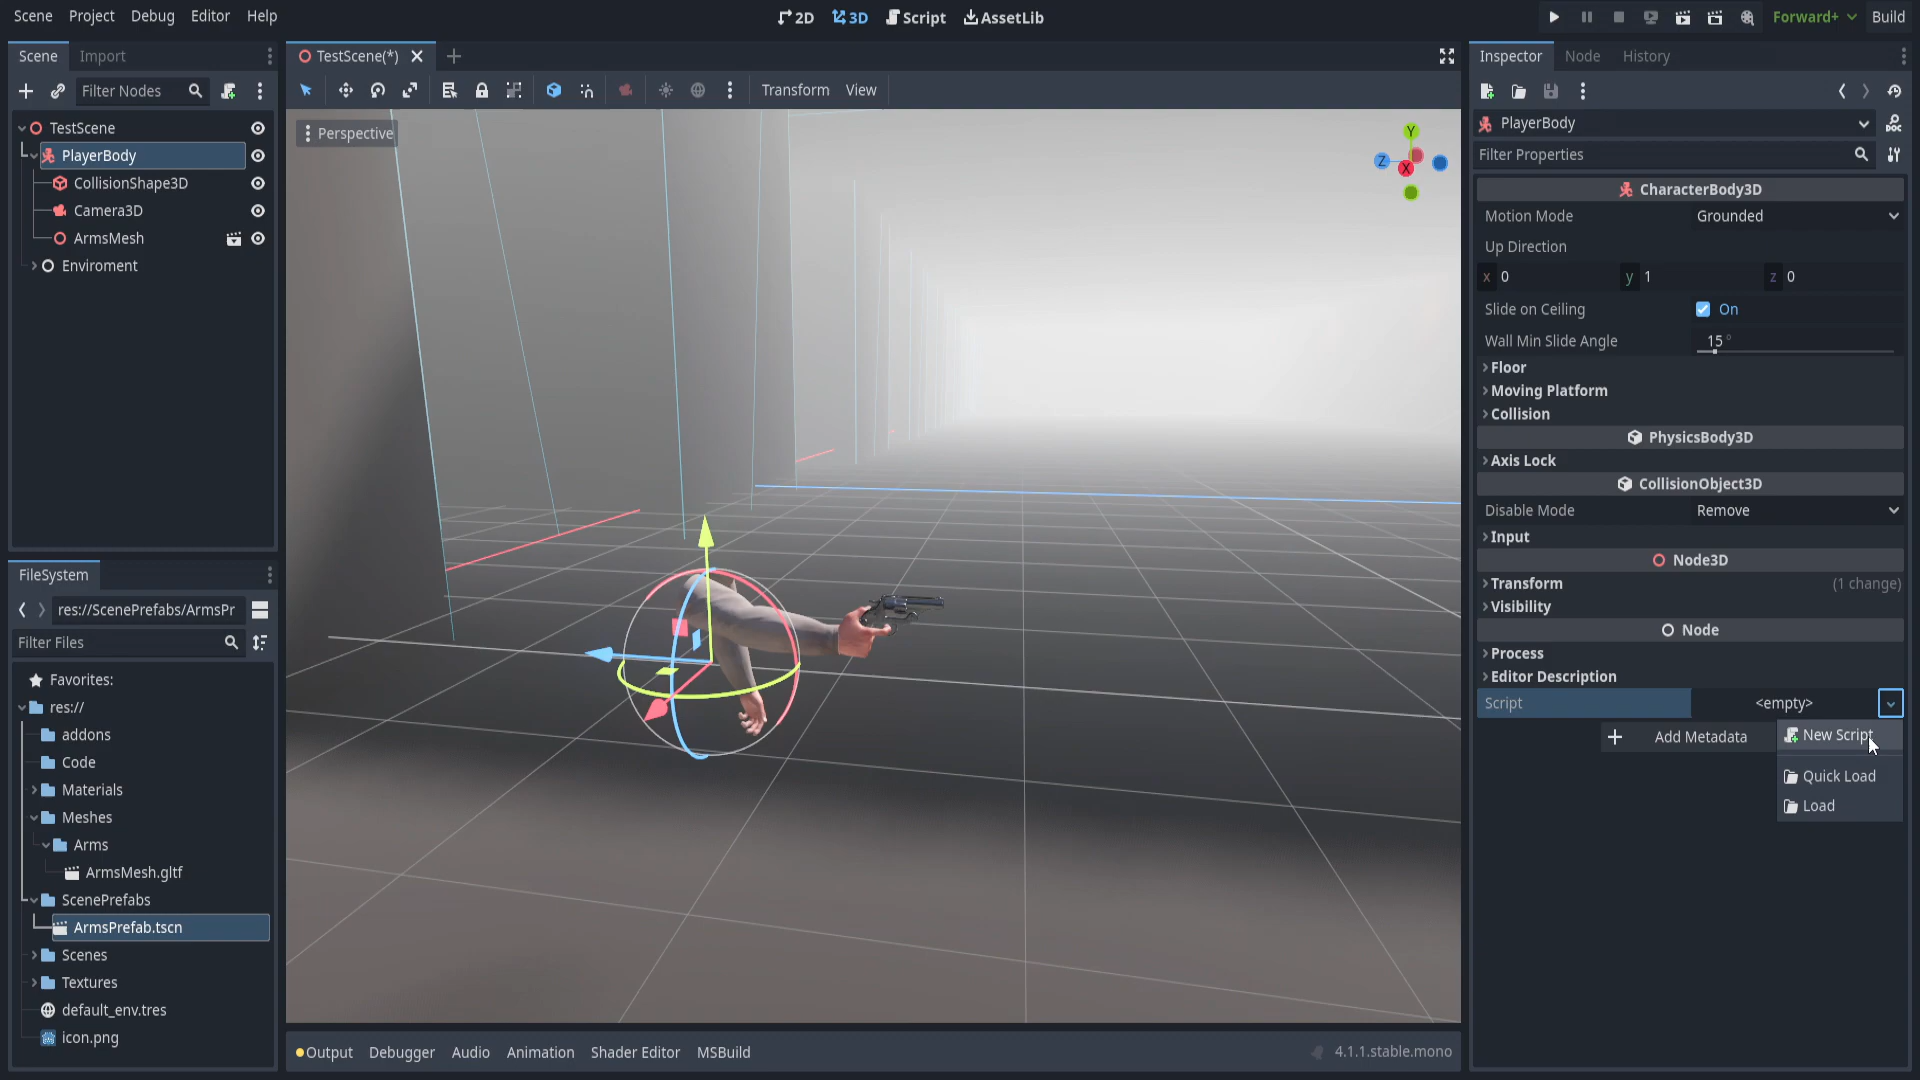 Scene Project Debug Editor Help
2D 3D Script AssetLib
Forward+ Build
Scene Import
Filter Nodes
TestScene
PlayerBody
CollisionShape3D
Camera3D
ArmsMesh
Enviroment
FileSystem
res://ScenePrefabs/ArmsPr
Filter Files
Favorites:
res://
addons
Code
Materials
Meshes
Arms
ArmsMesh.gltf
ScenePrefabs
ArmsPrefab.tscn
Scenes
Textures
default_env.tres
icon.png
TestScene(*)
Transform View
Perspective
Y
Z X
Output Debugger Audio Animation Shader Editor MSBuild 4.1.1.stable.mono
Inspector Node History
PlayerBody
Filter Properties
CharacterBody3D
Motion Mode Grounded
Up Direction
x 0 y 1 z 0
Slide on Ceiling On
Wall Min Slide Angle 15 °
Floor
Moving Platform
Collision
PhysicsBody3D
Axis Lock
CollisionObject3D
Disable Mode Remove
Input
Node3D
Transform (1 change)
Visibility
Node
Process
Editor Description
Script <empty>
Add Metadata
New Script
Quick Load
Load